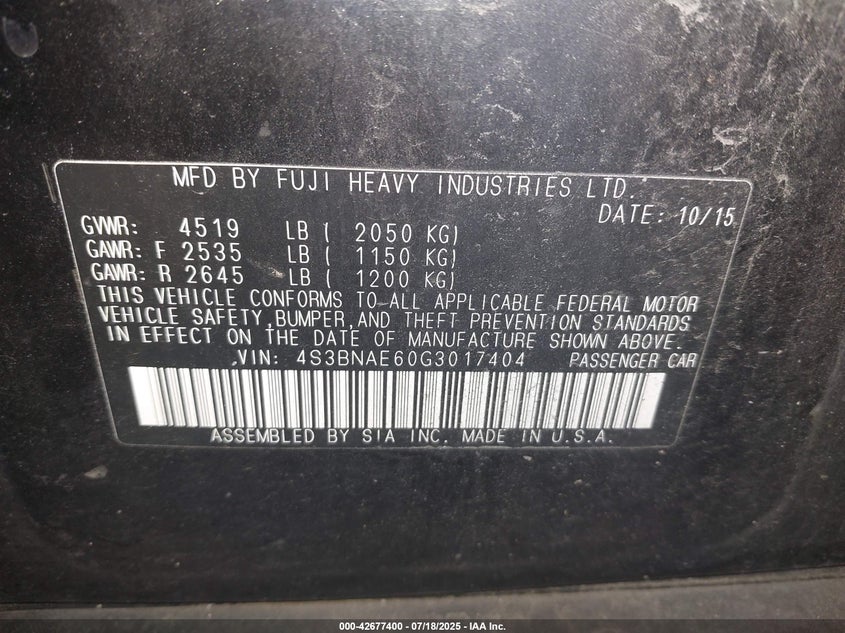 MFD BY FUJI HEAVY INDUSTRIES LTD.
DATE: 10/15
GVWR: 4519 LB ( 2050 KG)
GAWR: F 2535 LB ( 1150 KG)
GAWR: R 2645 LB ( 1200 KG)
THIS VEHICLE CONFORMS TO ALL APPLICABLE FEDERAL MOTOR
VEHICLE SAFETY, BUMPER, AND THEFT PREVENTION STANDARDS
IN EFFECT ON THE DATE OF MANUFACTURE SHOWN ABOVE.
VIN: 4S3BNAE60G3017404 PASSENGER CAR
ASSEMBLED BY SIA INC. MADE IN U.S.A.
000-42677400 - 07/18/2025 - IAA Inc.